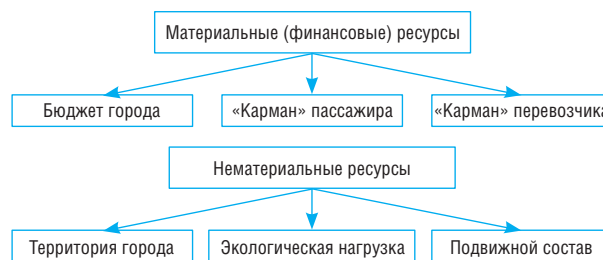 Материальные (финансовые) ресурсы
Бюджет города
«Карман» пассажира
«Карман» перевозчика
Нематериальные ресурсы
Территория города
Экологическая нагрузка
Подвижной состав